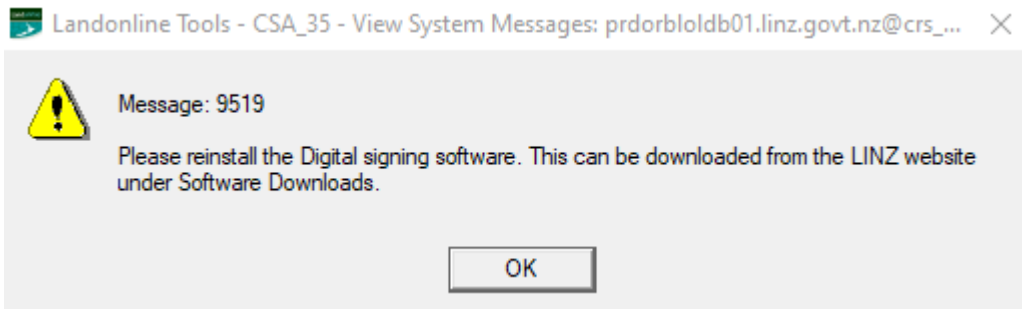 Landonline Tools - CSA_35 - View System Messages: prdorbloldb01.linz.govt.nz@crs_...
Message: 9519
Please reinstall the Digital signing software. This can be downloaded from the LINZ website
under Software Downloads.
OK